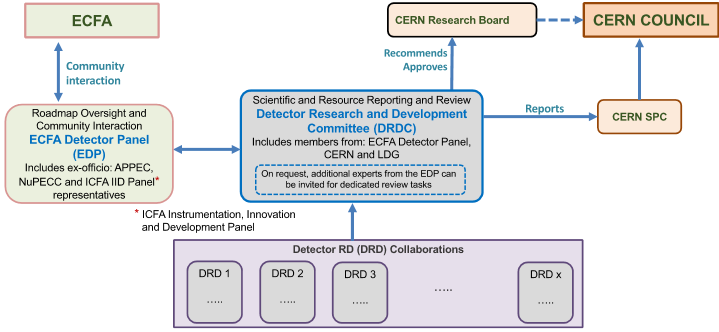 ECFA
CERN Research Board
CERN COUNCIL
Community
interaction
Recommends
Approves
Roadmap Oversight and
Community Interaction
ECFA Detector Panel
(EDP)
Includes ex-officio: APPEC,
NuPECC and ICFA IID Panel*
representatives
Scientific and Resource Reporting and Review
Detector Research and Development
Committee (DRDC)
Includes members from: ECFA Detector Panel,
CERN and LDG
On request, additional experts from the EDP can
be invited for dedicated review tasks
Reports
CERN SPC
* ICFA Instrumentation, Innovation
and Development Panel
Detector RD (DRD) Collaborations
DRD 1
.....
DRD 2
.....
DRD 3
.....
.....
DRD x
.....